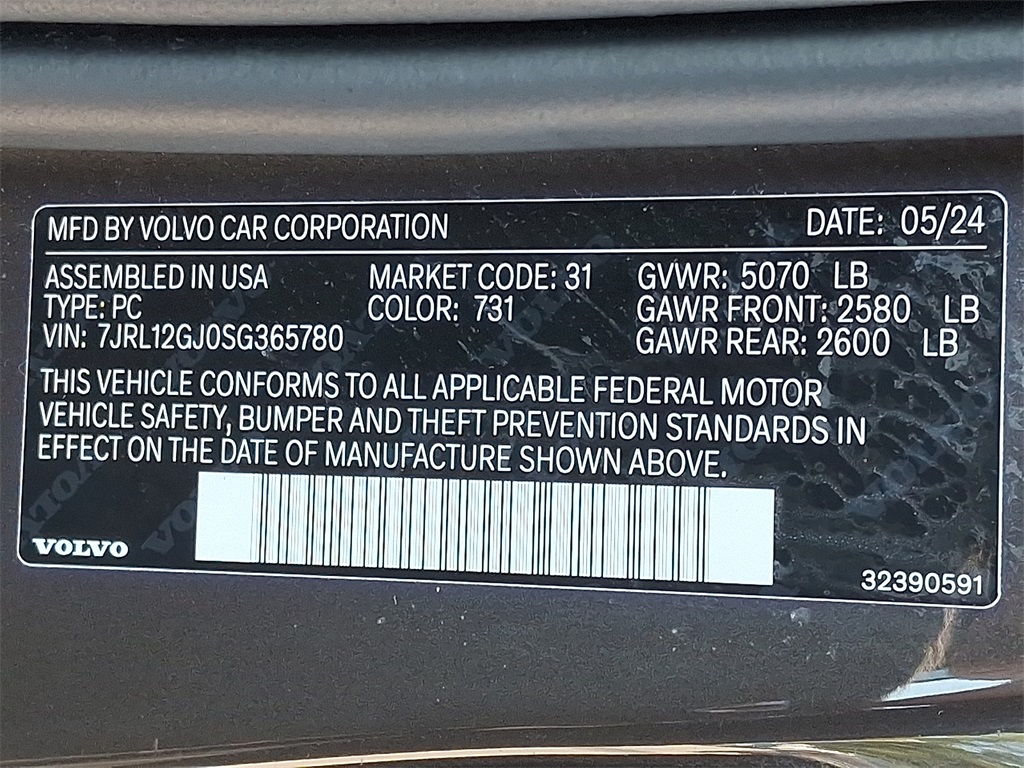 MFD BY VOLVO CAR CORPORATION DATE: 05/24
ASSEMBLED IN USA MARKET CODE: 31 GVWR: 5070 LB
TYPE: PC COLOR: 731 GAWR FRONT: 2580 LB
VIN: 7JRL12GJ0SG365780 GAWR REAR: 2600 LB
THIS VEHICLE CONFORMS TO ALL APPLICABLE FEDERAL MOTOR
VEHICLE SAFETY, BUMPER AND THEFT PREVENTION STANDARDS IN
EFFECT ON THE DATE OF MANUFACTURE SHOWN ABOVE.
VOLVO 32390591